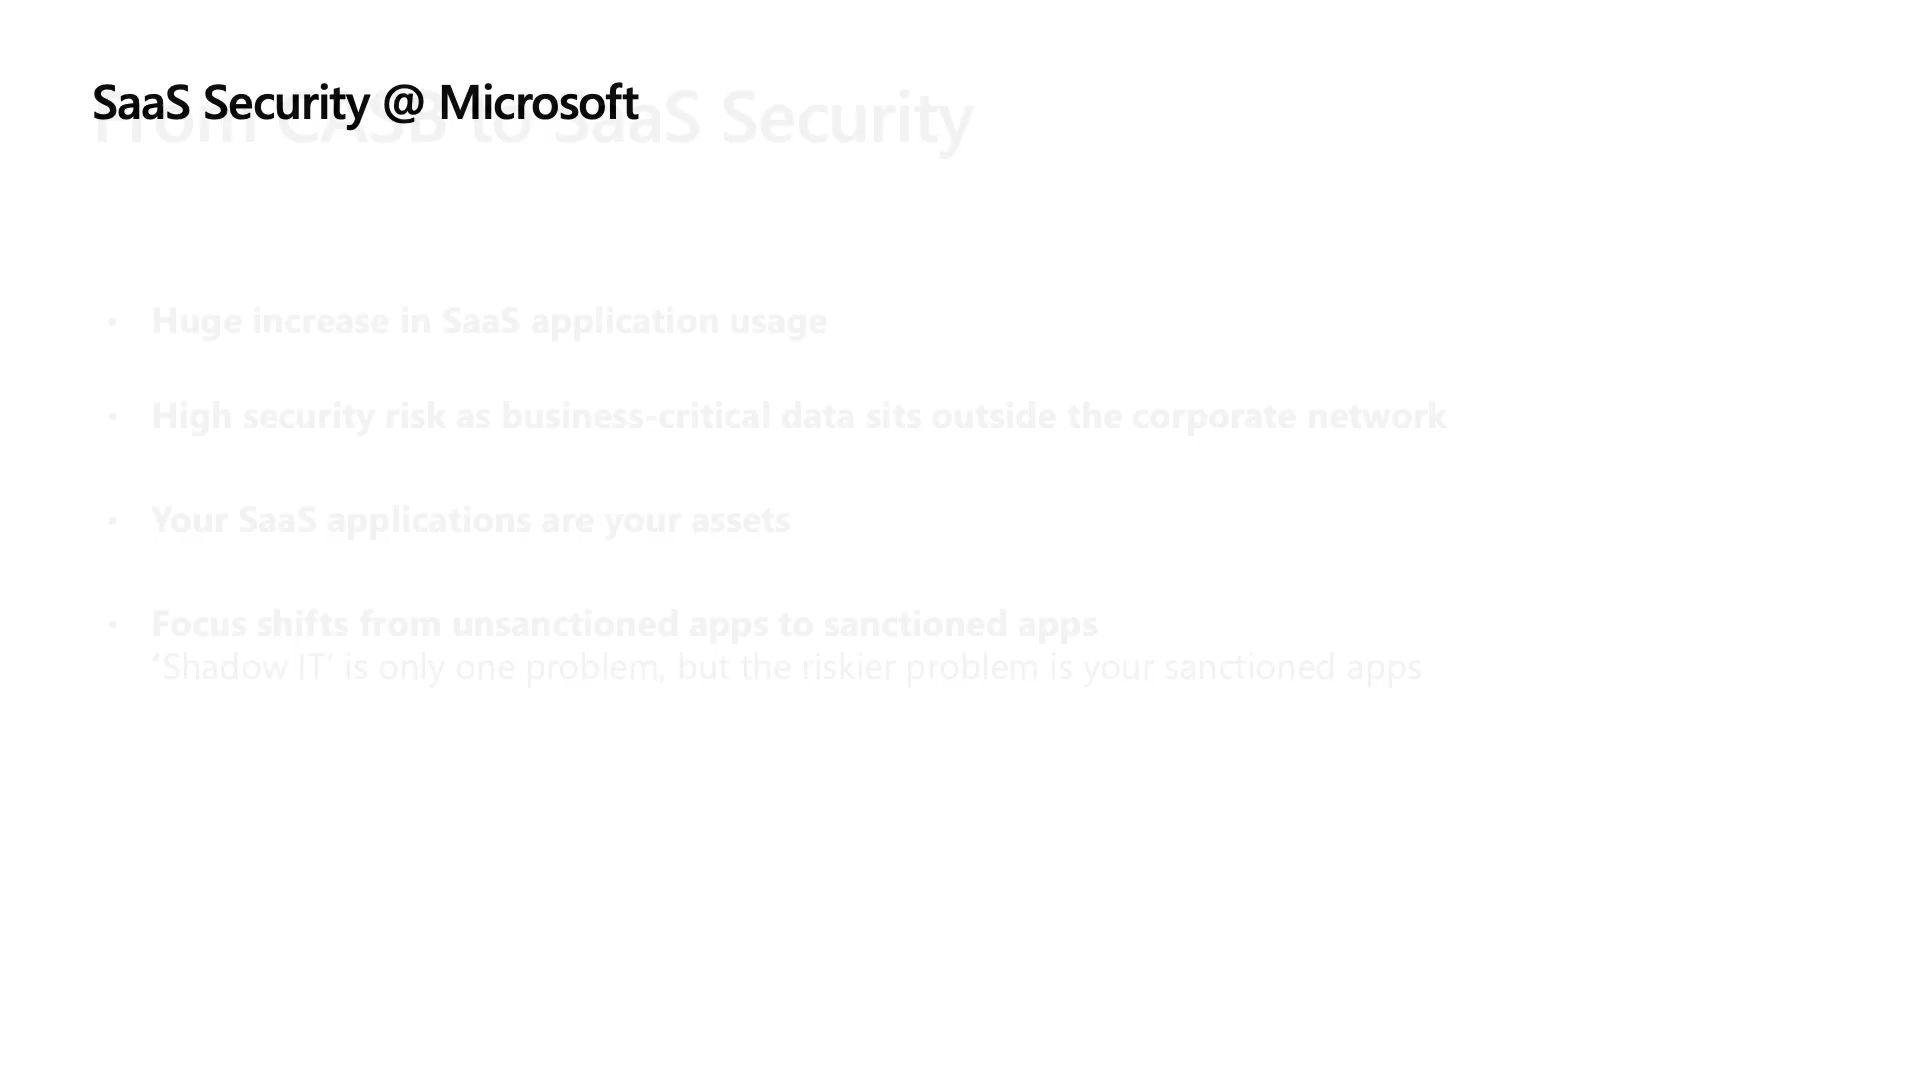 SaaS Security @ Microsoft
From CASB to SaaS Security
• Huge increase in SaaS application usage
• High security risk as business-critical data sits outside the corporate network
• Your SaaS applications are your assets
• Focus shifts from unsanctioned apps to sanctioned apps
‘Shadow IT’ is only one problem, but the riskier problem is your sanctioned apps